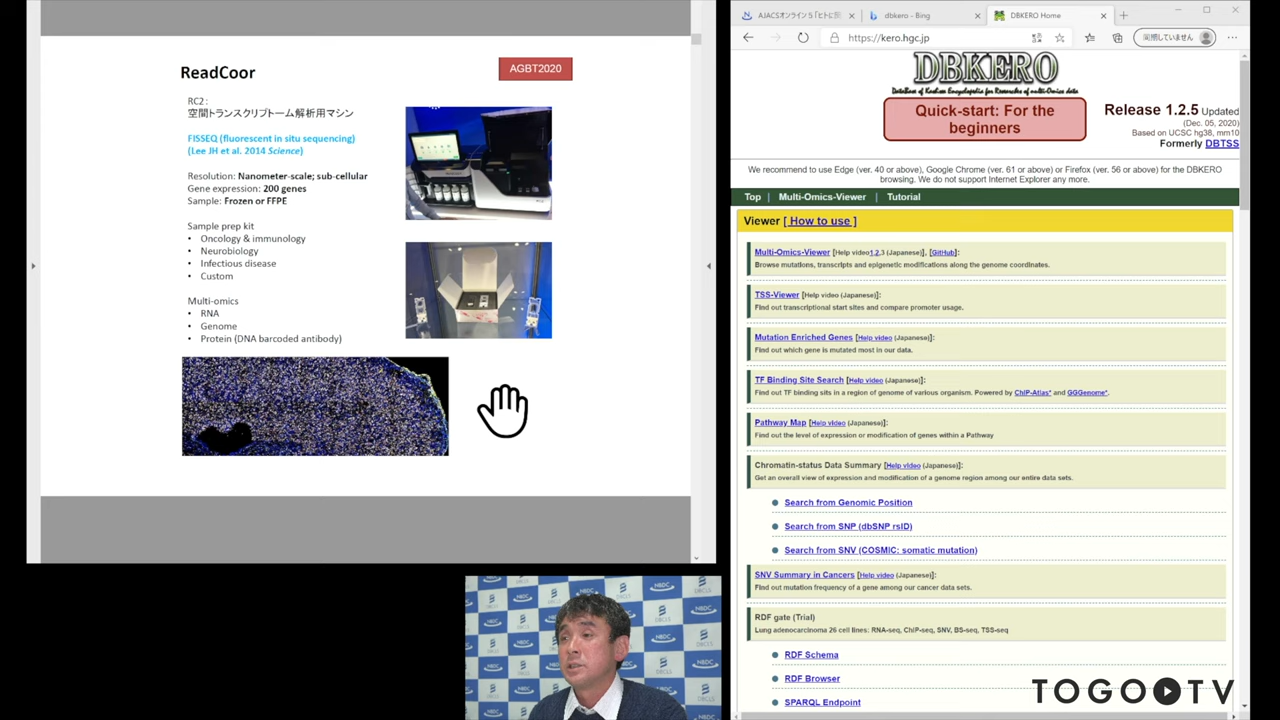 ReadCoor
AGBT2020
RC2:
空間トランスクリプトーム解析用マシン
FISSEQ (fluorescent in situ sequencing)
(Lee JH et al. 2014 Science)
Resolution: Nanometer-scale; sub-cellular
Gene expression: 200 genes
Sample: Frozen or FFPE
Sample prep kit
• Oncology & immunology
• Neurobiology
• Infectious disease
• Custom
Multi-omics
• RNA
• Genome
• Protein (DNA barcoded antibody)
NBDC
DBCLS
dbkero - Bing
DBKERO Home
https://kero.hgc.jp
同期していません
DBKERO
DataBase of Kashiwa Encyclopedia for Researches of multi-Omics data
Quick-start: For the
beginners
Release 1.2.5 Updated
(Dec. 05, 2020)
Based on UCSC hg38, mm10
Formerly DBTSS
We recommend to use Edge (ver. 40 or above), Google Chrome (ver. 61 or above) or Firefox (ver. 56 or above) for the DBKERO
browsing. We do not support Internet Explorer any more.
Top | Multi-Omics-Viewer | Tutorial
Viewer [ How to use ]
Multi-Omics-Viewer [Help video1,2,3 (Japanese)], [GitHub]:
Browse mutations, transcripts and epigenetic modifications along the genome coordinates.
TSS-Viewer [Help video (Japanese)]:
Find out transcriptional start sites and compare promoter usage.
Mutation Enriched Genes [Help video (Japanese)]:
Find out which gene is mutated most in our data.
TF Binding Site Search [Help video (Japanese)]:
Find out TF binding sits in a region of genome of various organism. Powered by ChIP-Atlas* and GGGenome*.
Pathway Map [Help video (Japanese)]:
Find out the level of expression or modification of genes within a Pathway
Chromatin-status Data Summary [Help video (Japanese)]:
Get an overall view of expression and modification of a genome region among our entire data sets.
Search from Genomic Position
Search from SNP (dbSNP rsID)
Search from SNV (COSMIC; somatic mutation)
SNV Summary in Cancers [Help video (Japanese)]:
Find out mutation frequency of a gene among our cancer data sets.
RDF gate (Trial)
Lung adenocarcinoma 26 cell lines: RNA-seq, ChIP-seq, SNV, BS-seq, TSS-seq
RDF Schema
RDF Browser
SPARQL Endpoint
TOGO TV